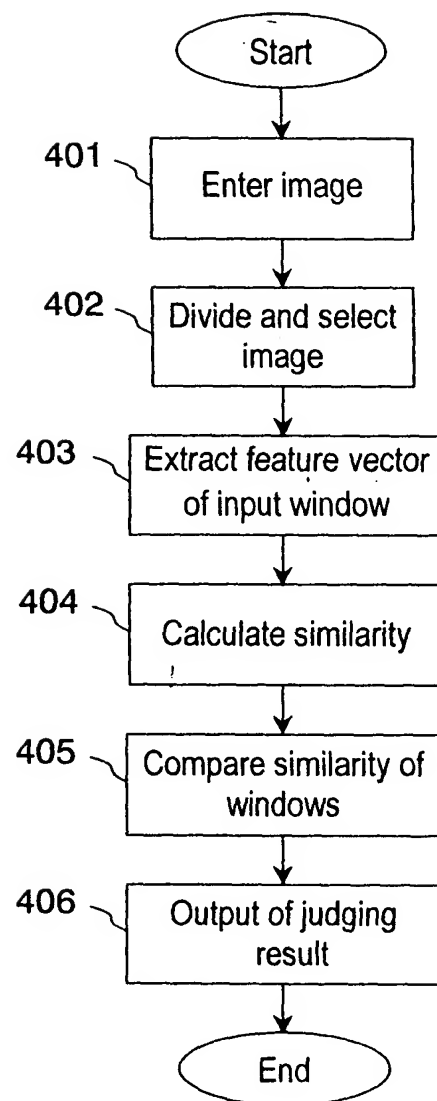 Start
401
Enter image
402
Divide and select
image
403
Extract feature vector
of input window
404
Calculate similarity
405
Compare similarity of
windows
406
Output of judging
result
End